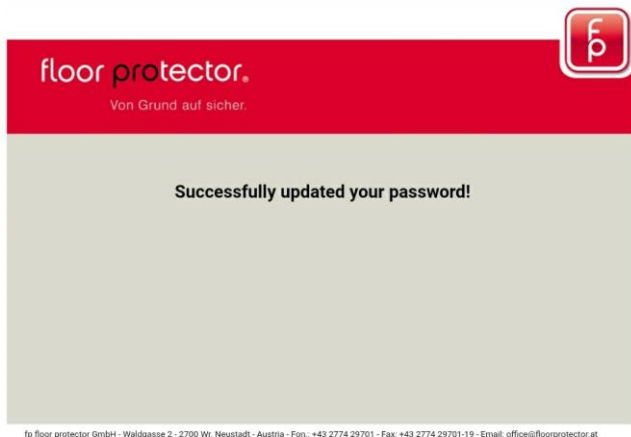 fp
floor protector®
Von Grund auf sicher.
Successfully updated your password!
fp floor protector GmbH - Waldgasse 2 - 2700 Wr. Neustadt - Austria - Fon.: +43 2774 29701 - Fax: +43 2774 29701-19 - Email: office@floorprotector.at